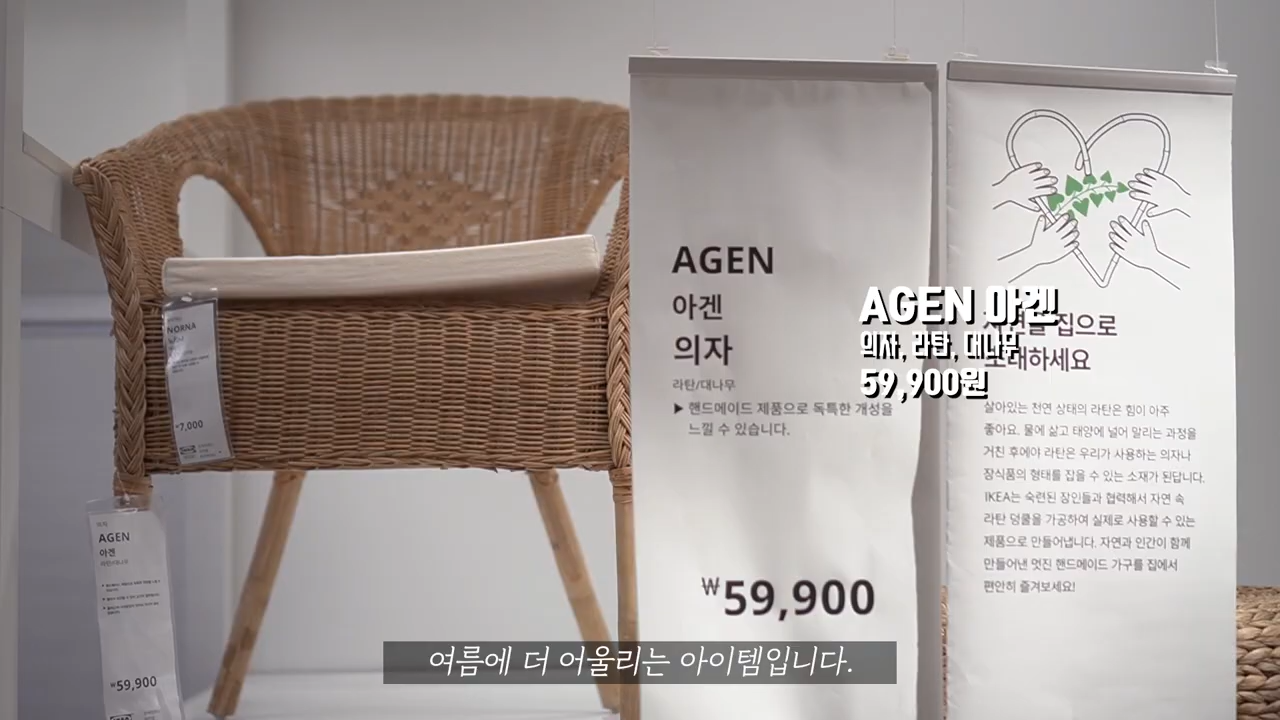 AGEN
아겐
의자
라탄/대나무
▶ 핸드메이드 제품으로 독특한 개성을
느낄 수 있습니다.
₩59,900
집으로
초대하세요
살아있는 천연 상태의 라탄은 힘이 아주
좋아요. 물에 삶고 태양에 널어 말리는 과정을
거친 후에야 라탄은 우리가 사용하는 의자나
장식품의 형태를 잡을 수 있는 소재가 된답니다.
IKEA는 숙련된 장인들과 협력해서 자연 속
라탄 덩굴을 가공하여 실제로 사용할 수 있는
제품으로 만들어냅니다. 자연과 인간이 함께
만들어낸 멋진 핸드메이드 가구를 집에서
편안히 즐겨보세요!
AGEN 아겐
의자, 라탄, 대나무
59,900원
NORNA
₩7,000
IKEA
의자
AGEN
아겐
라탄/대나무
₩59,900
여름에 더 어울리는 아이템입니다.